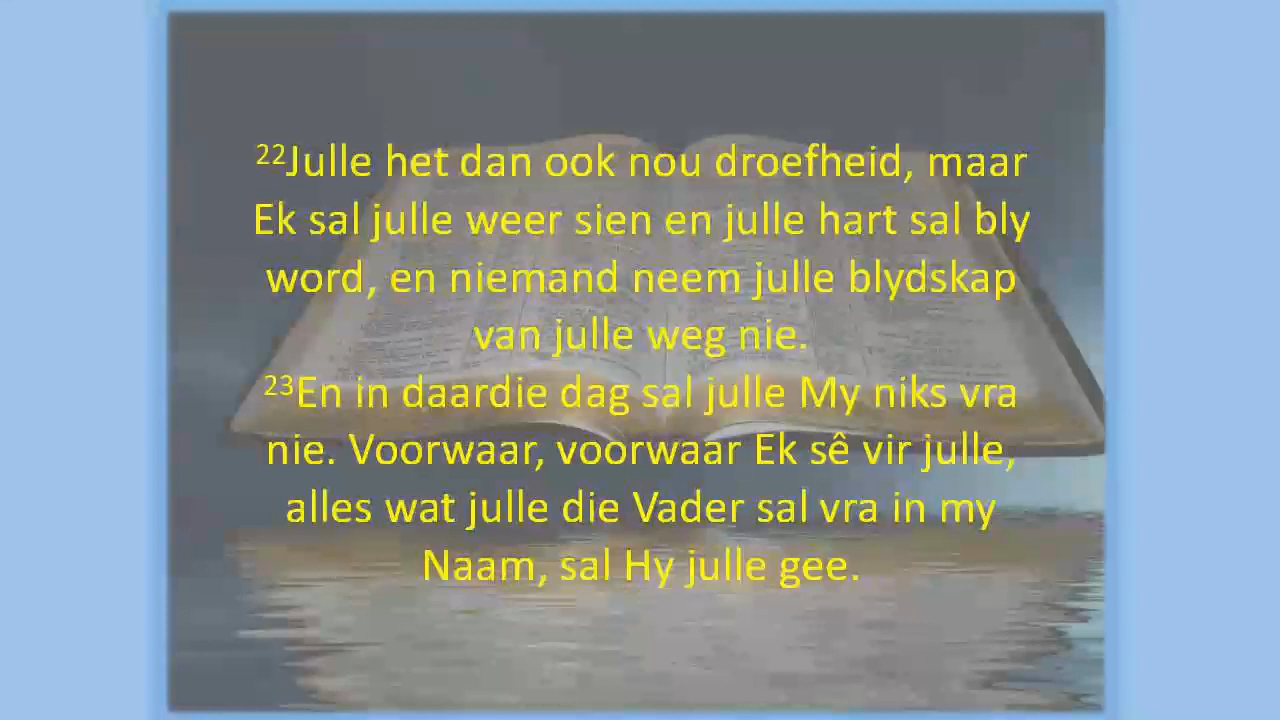 22Julle het dan ook nou droefheid, maar
Ek sal julle weer sien en julle hart sal bly
word, en niemand neem julle blydskap
van julle weg nie.
23En in daardie dag sal julle My niks vra
nie. Voorwaar, voorwaar Ek sê vir julle,
alles wat julle die Vader sal vra in my
Naam, sal Hy julle gee.